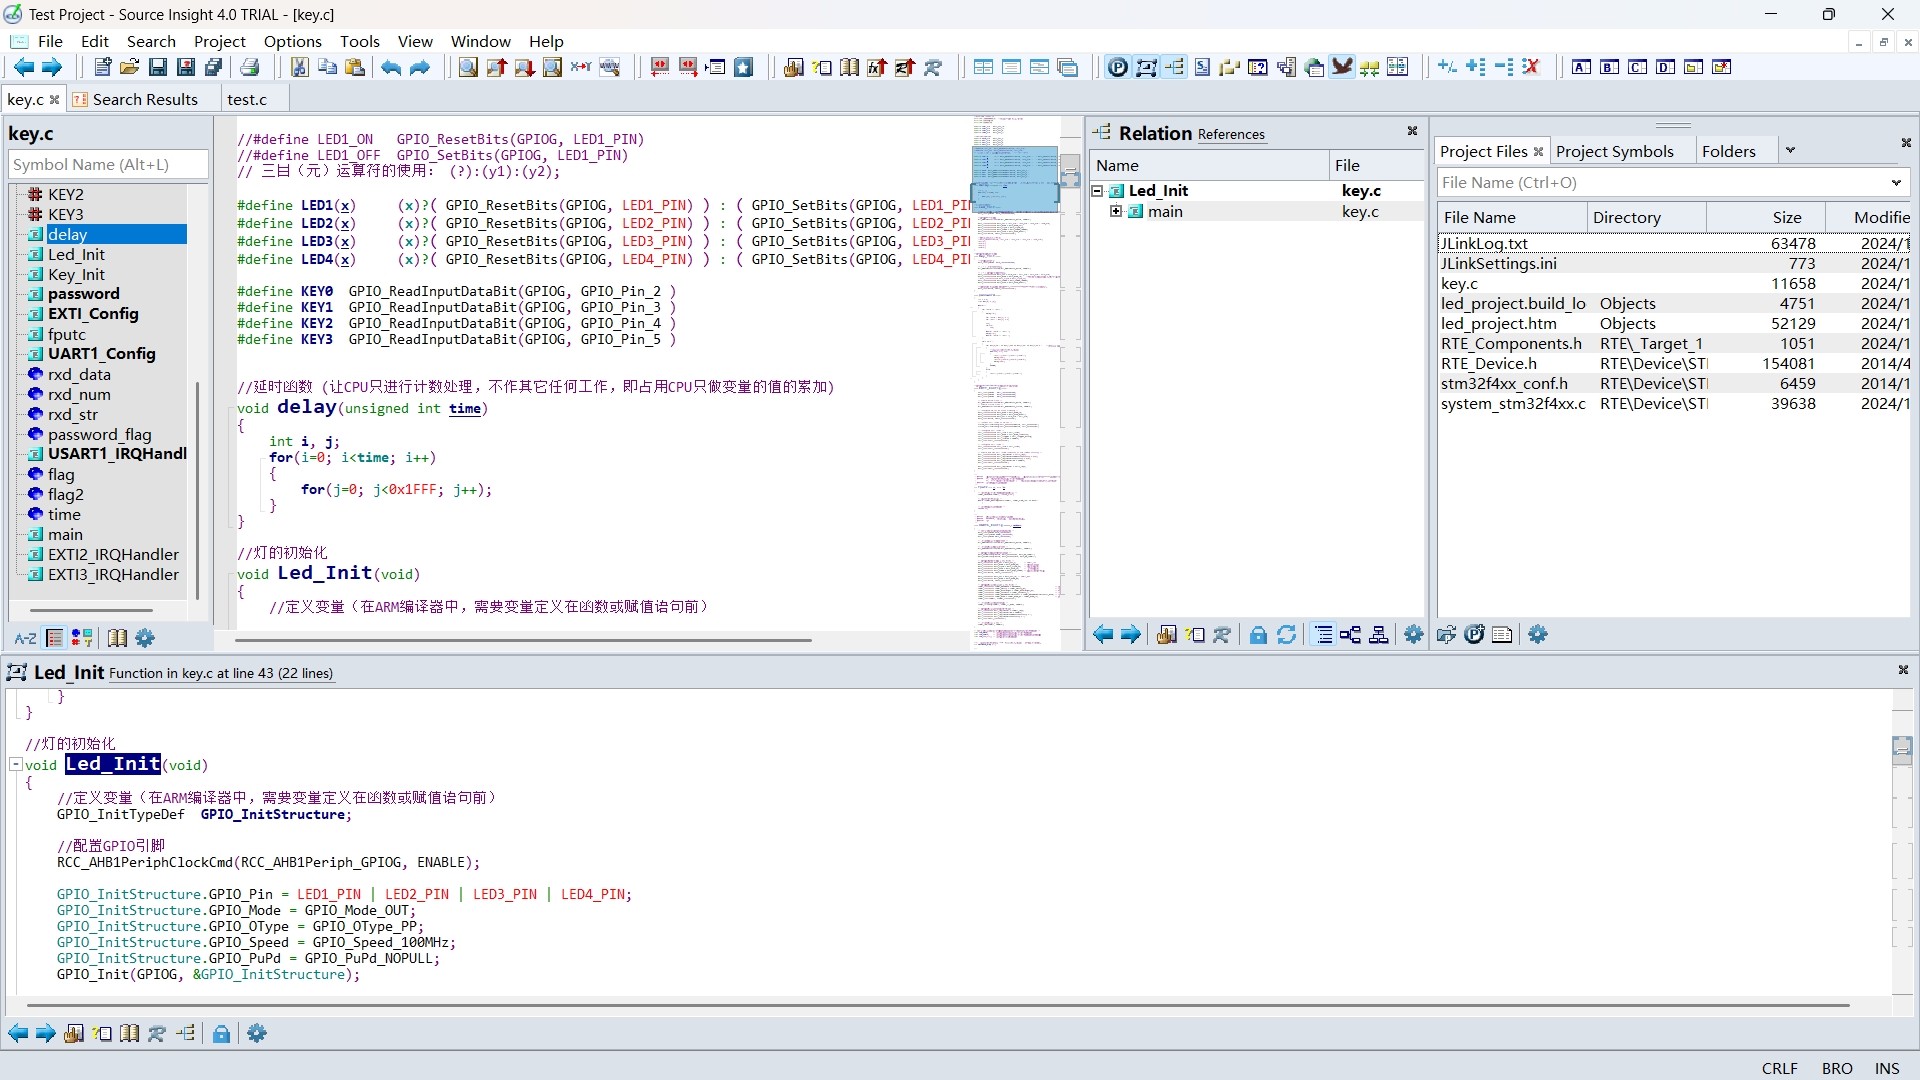 Test Project - Source Insight 4.0 TRIAL - [key.c]
File Edit Search Project Options Tools View Window Help
key.c Search Results test.c
key.c
Symbol Name (Alt+L)
KEY2
KEY3
delay
Led_Init
Key_Init
password
EXTI_Config
fputc
UART1_Config
rxd_data
rxd_num
rxd_str
password_flag
USART1_IRQHandl
flag
flag2
time
main
EXTI2_IRQHandler
EXTI3_IRQHandler
A-Z
//#define LED1_ON   GPIO_ResetBits(GPIOG, LED1_PIN)
//#define LED1_OFF  GPIO_SetBits(GPIOG, LED1_PIN)
// 三目（元）运算符的使用： (?):(y1):(y2);
#define LED1(x)     (x)?( GPIO_ResetBits(GPIOG, LED1_PIN) ) : ( GPIO_SetBits(GPIOG, LED1_PI
#define LED2(x)     (x)?( GPIO_ResetBits(GPIOG, LED2_PIN) ) : ( GPIO_SetBits(GPIOG, LED2_PI
#define LED3(x)     (x)?( GPIO_ResetBits(GPIOG, LED3_PIN) ) : ( GPIO_SetBits(GPIOG, LED3_PI
#define LED4(x)     (x)?( GPIO_ResetBits(GPIOG, LED4_PIN) ) : ( GPIO_SetBits(GPIOG, LED4_PI
#define KEY0  GPIO_ReadInputDataBit(GPIOG, GPIO_Pin_2 )
#define KEY1  GPIO_ReadInputDataBit(GPIOG, GPIO_Pin_3 )
#define KEY2  GPIO_ReadInputDataBit(GPIOG, GPIO_Pin_4 )
#define KEY3  GPIO_ReadInputDataBit(GPIOG, GPIO_Pin_5 )
//延时函数 (让CPU只进行计数处理，不作其它任何工作，即占用CPU只做变量的值的累加)
void delay(unsigned int time)
{
    int i, j;
    for(i=0; i<time; i++)
    {
        for(j=0; j<0x1FFF; j++);
    }
}
//灯的初始化
void Led_Init(void)
{
    //定义变量（在ARM编译器中，需要变量定义在函数或赋值语句前）
Relation References
Name File
Led_Init key.c
main key.c
Project Files Project Symbols Folders
File Name (Ctrl+O)
File Name Directory Size Modifie
JLinkLog.txt 63478 2024/1
JLinkSettings.ini 773 2024/1
key.c 11658 2024/1
led_project.build_lo Objects 4751 2024/1
led_project.htm Objects 52129 2024/1
RTE_Components.h RTE\_Target_1 1051 2024/1
RTE_Device.h RTE\Device\STI 154081 2014/4
stm32f4xx_conf.h RTE\Device\STI 6459 2014/1
system_stm32f4xx.c RTE\Device\STI 39638 2024/1
Led_Init Function in key.c at line 43 (22 lines)
    }
}
//灯的初始化
void Led_Init(void)
{
    //定义变量（在ARM编译器中，需要变量定义在函数或赋值语句前）
    GPIO_InitTypeDef  GPIO_InitStructure;
    //配置GPIO引脚
    RCC_AHB1PeriphClockCmd(RCC_AHB1Periph_GPIOG, ENABLE);
    GPIO_InitStructure.GPIO_Pin = LED1_PIN | LED2_PIN | LED3_PIN | LED4_PIN;
    GPIO_InitStructure.GPIO_Mode = GPIO_Mode_OUT;
    GPIO_InitStructure.GPIO_OType = GPIO_OType_PP;
    GPIO_InitStructure.GPIO_Speed = GPIO_Speed_100MHz;
    GPIO_InitStructure.GPIO_PuPd = GPIO_PuPd_NOPULL;
    GPIO_Init(GPIOG, &GPIO_InitStructure);
CRLF BRO INS